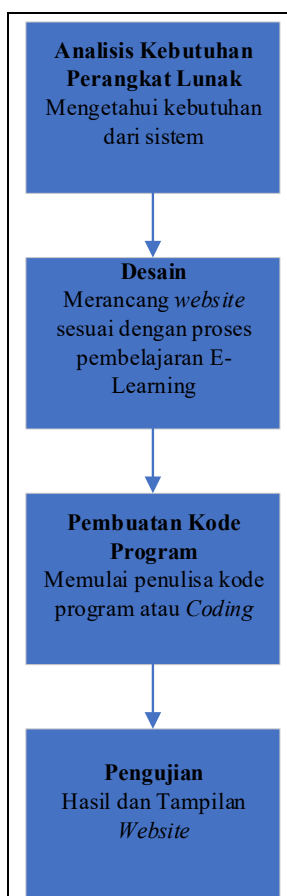 Analisis Kebutuhan
Perangkat Lunak
Mengetahui kebutuhan
dari sistem
Desain
Merancang website
sesuai dengan proses
pembelajaran E-
Learning
Pembuatan Kode
Program
Memulai penulisa kode
program atau Coding
Pengujian
Hasil dan Tampilan
Website